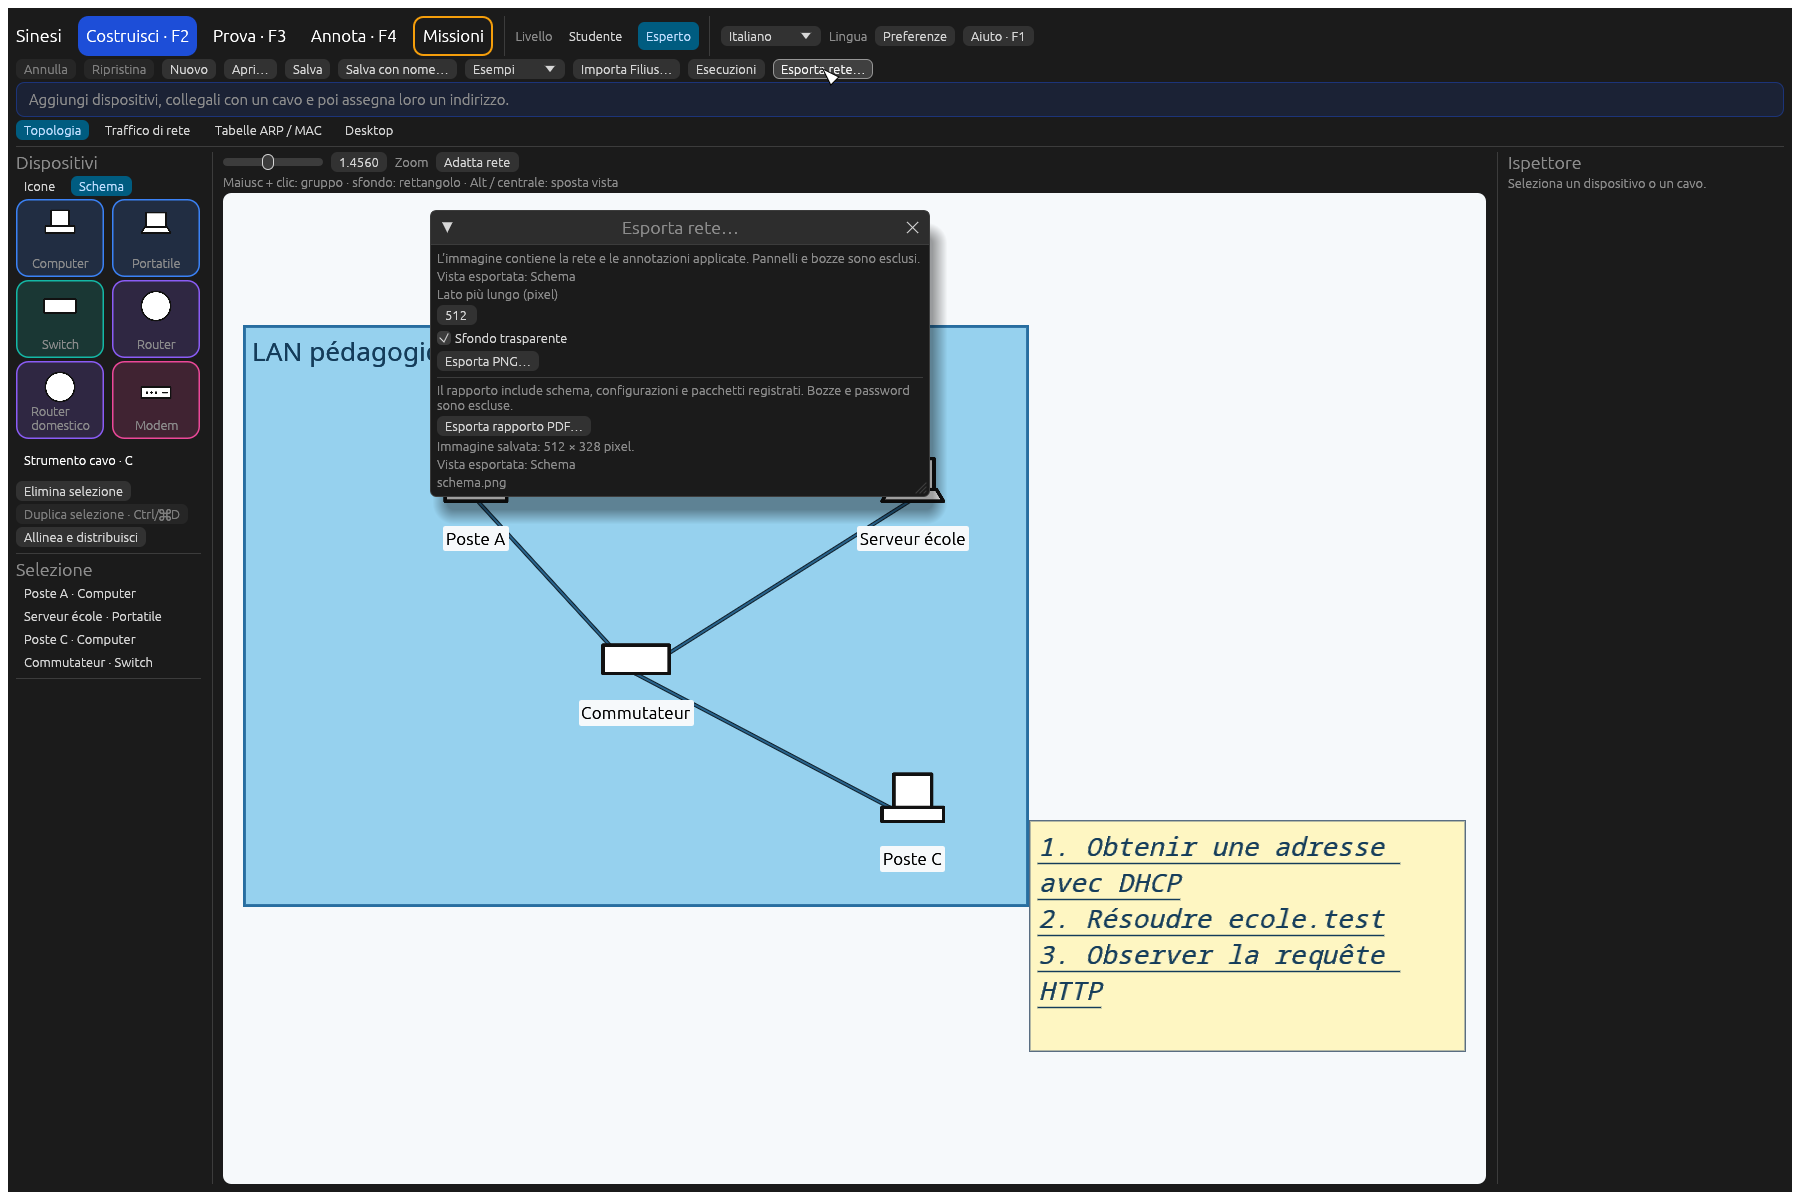 Sinesi Costruisci · F2 Prova · F3 Annota · F4 Missioni Livello Studente Esperto Italiano Lingua Preferenze Aiuto · F1
Annulla Ripristina Nuovo Apri… Salva Salva con nome… Esempi Importa Filius… Esecuzioni Esporta rete…
Aggiungi dispositivi, collegali con un cavo e poi assegna loro un indirizzo.
Topologia Traffico di rete Tabelle ARP / MAC Desktop
Dispositivi
Icone Schema
Computer Portatile
Switch Router
Router domestico Modem
Strumento cavo · C
Elimina selezione
Duplica selezione · Ctrl/⌘D
Allinea e distribuisci
Selezione
Poste A · Computer
Serveur école · Portatile
Poste C · Computer
Commutateur · Switch
1.4560 Zoom Adatta rete
Maiusc + clic: gruppo · sfondo: rettangolo · Alt / centrale: sposta vista
Esporta rete…
L'immagine contiene la rete e le annotazioni applicate. Pannelli e bozze sono esclusi.
Vista esportata: Schema
Lato più lungo (pixel)
512
Sfondo trasparente
Esporta PNG…
Il rapporto include schema, configurazioni e pacchetti registrati. Bozze e password
sono escluse.
Esporta rapporto PDF…
Immagine salvata: 512 × 328 pixel.
Vista esportata: Schema
schema.png
LAN
Poste A
Serveur école
Commutateur
Poste C
1. Obtenir une adresse
avec DHCP
2. Résoudre ecole.test
3. Observer la requête
HTTP
Ispettore
Seleziona un dispositivo o un cavo.